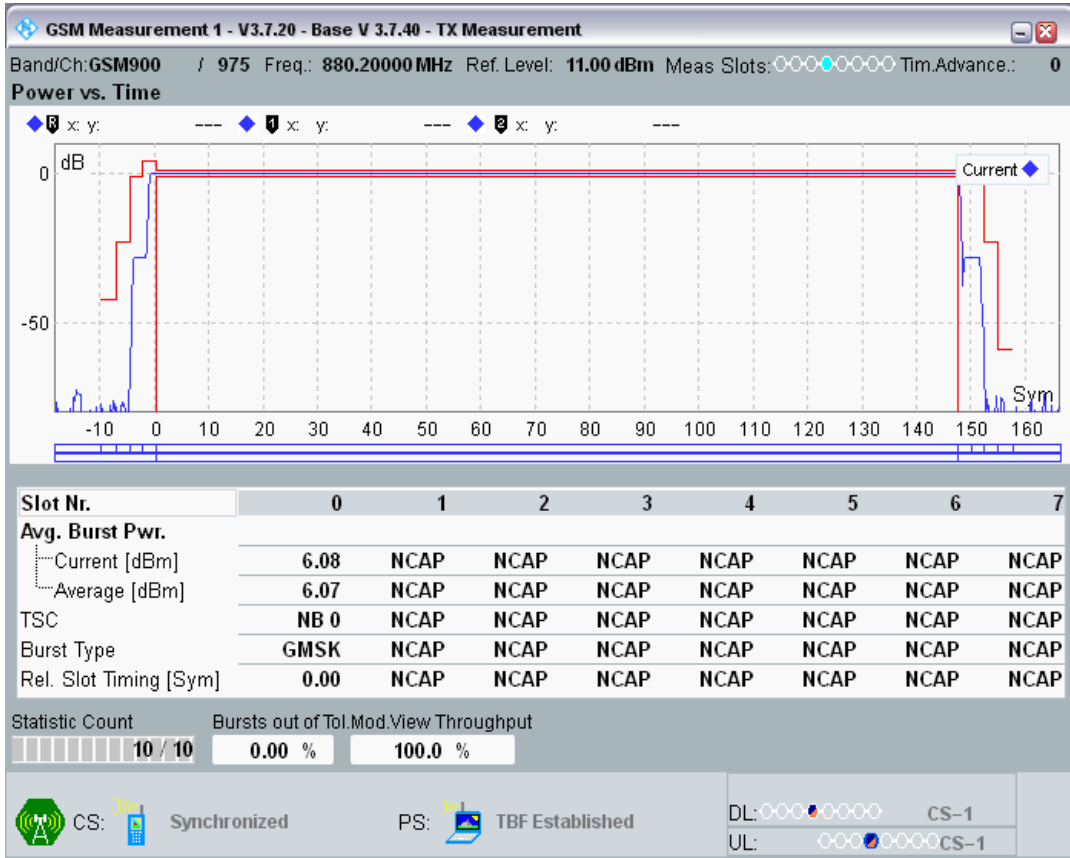 GSM Measurement 1 - V3.7.20 - Base V 3.7.40 - TX Measurement
Band/Ch:GSM900 / 975 Freq.: 880.20000 MHz Ref. Level: 11.00 dBm Meas Slots: Tim.Advance.: 0
Power vs. Time
R x: y: --- 1 x: y: --- 2 x: y: ---
dB
Current
0
-50
Sym
-10 0 10 20 30 40 50 60 70 80 90 100 110 120 130 140 150 160
Slot Nr. 0 1 2 3 4 5 6 7
Avg. Burst Pwr.
Current [dBm] 6.08 NCAP NCAP NCAP NCAP NCAP NCAP NCAP
Average [dBm] 6.07 NCAP NCAP NCAP NCAP NCAP NCAP NCAP
TSC NB 0 NCAP NCAP NCAP NCAP NCAP NCAP NCAP
Burst Type GMSK NCAP NCAP NCAP NCAP NCAP NCAP NCAP
Rel. Slot Timing [Sym] 0.00 NCAP NCAP NCAP NCAP NCAP NCAP NCAP
Statistic Count Bursts out of Tol.Mod.View Throughput
10 / 10 0.00 % 100.0 %
CS: Synchronized PS: TBF Established
DL: CS-1
UL: CS-1